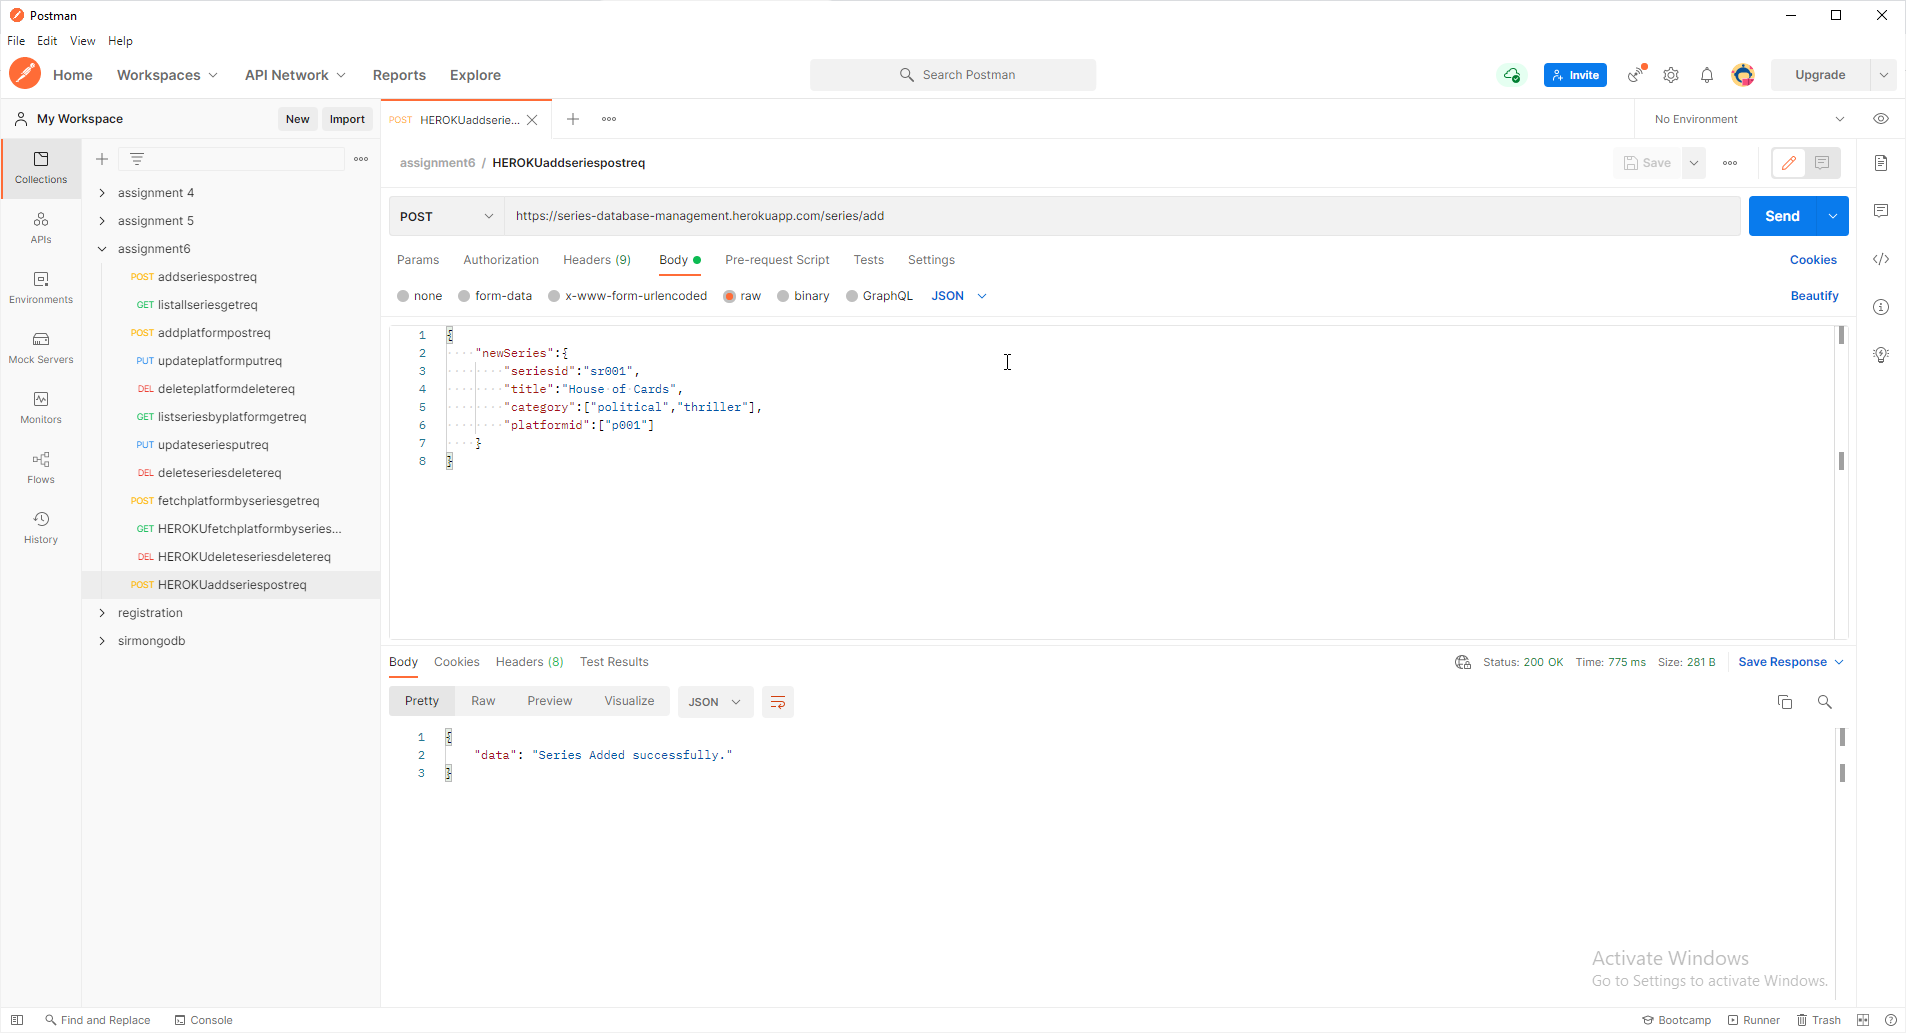 Postman
File Edit View Help
Home Workspaces API Network Reports Explore Search Postman Invite Upgrade
My Workspace New Import POST HEROKUaddserie... No Environment
assignment6 / HEROKUaddseriespostreq Save
Collections
APIs
Environments
Mock Servers
Monitors
Flows
History
assignment 4
assignment 5
assignment6
POST addseriespostreq
GET listallseriesgetreq
POST addplatformpostreq
PUT updateplatformputreq
DEL deleteplatformdeletereq
GET listseriesbyplatformgetreq
PUT updateseriesputreq
DEL deleteseriesdeletereq
POST fetchplatformbyseriesgetreq
GET HEROKUfetchplatformbyseries...
DEL HEROKUdeleteseriesdeletereq
POST HEROKUaddseriespostreq
registration
sirmongodb
POST https://series-database-management.herokuapp.com/series/add Send
Params Authorization Headers (9) Body Pre-request Script Tests Settings Cookies
none form-data x-www-form-urlencoded raw binary GraphQL JSON Beautify
1 {
2 "newSeries":{
3 "seriesid":"sr001",
4 "title":"House of Cards",
5 "category":["political","thriller"],
6 "platformid":["p001"]
7 }
8 }
Body Cookies Headers (8) Test Results Status: 200 OK Time: 775 ms Size: 281 B Save Response
Pretty Raw Preview Visualize JSON
1 {
2 "data": "Series Added successfully."
3 }
Activate Windows
Go to Settings to activate Windows.
Find and Replace Console Bootcamp Runner Trash